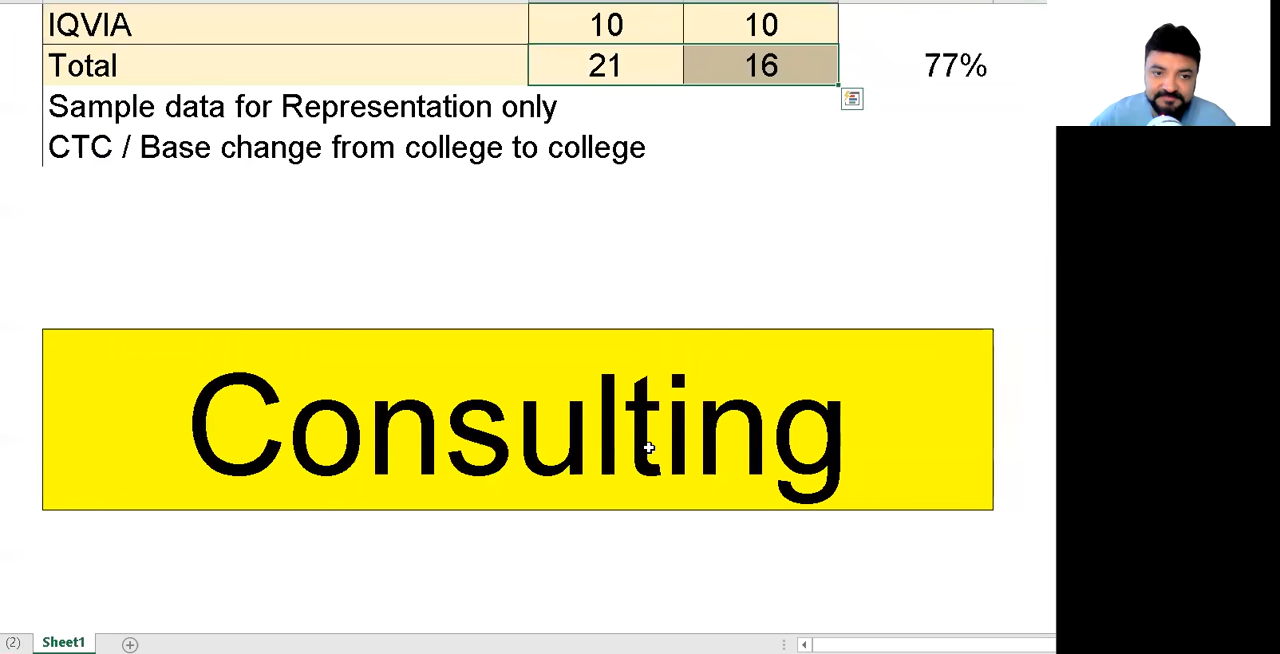 IQVIA 10 10
Total 21 16 77%
Sample data for Representation only
CTC / Base change from college to college
Consulting
(2) Sheet1